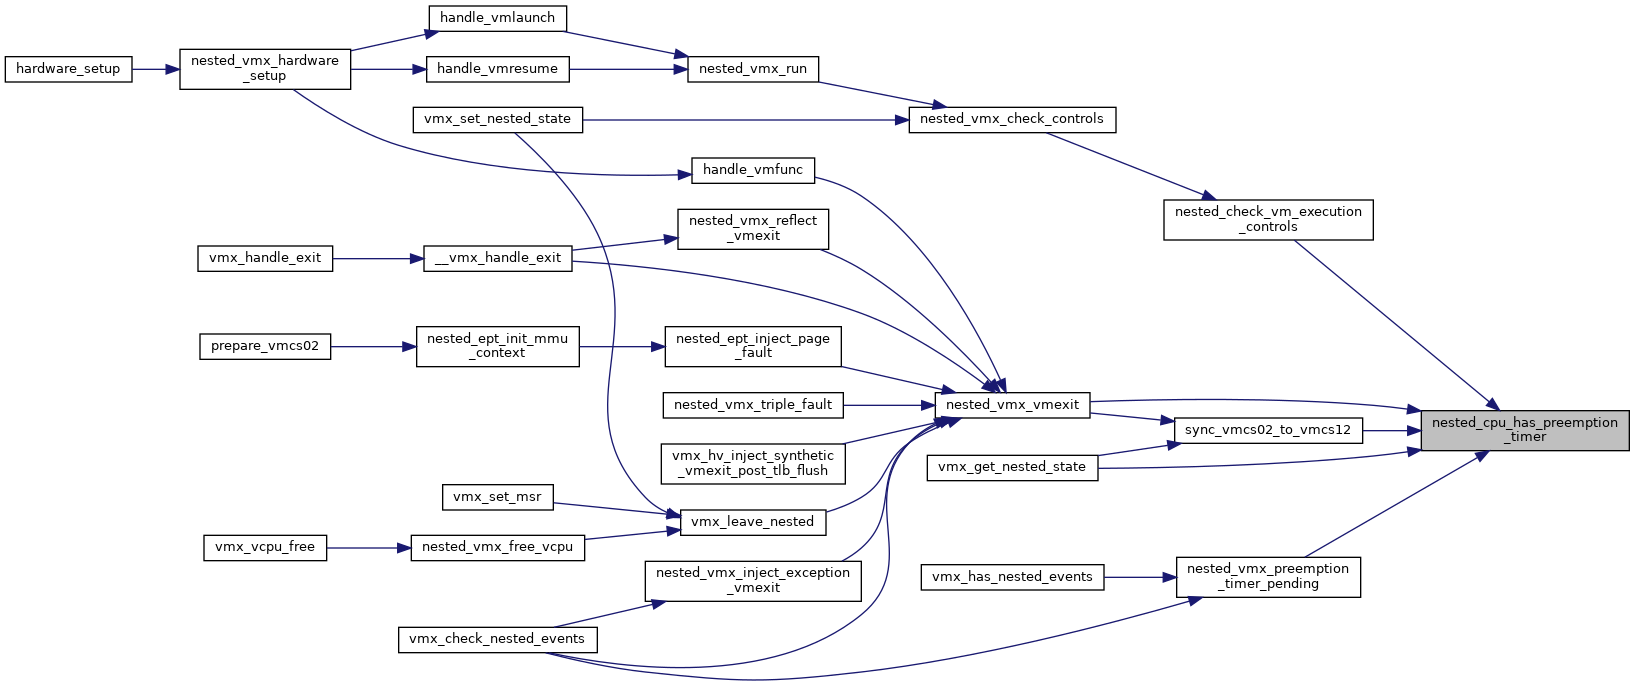 handle_vmlaunch
hardware_setup
nested_vmx_hardware
_setup
handle_vmresume
nested_vmx_run
vmx_set_nested_state
nested_vmx_check_controls
handle_vmfunc
nested_vmx_reflect
_vmexit
nested_check_vm_execution
_controls
vmx_handle_exit
__vmx_handle_exit
prepare_vmcs02
nested_ept_init_mmu
_context
nested_ept_inject_page
_fault
nested_vmx_triple_fault
nested_vmx_vmexit
sync_vmcs02_to_vmcs12
nested_cpu_has_preemption
_timer
vmx_hv_inject_synthetic
_vmexit_post_tlb_flush
vmx_get_nested_state
vmx_set_msr
vmx_leave_nested
vmx_vcpu_free
nested_vmx_free_vcpu
nested_vmx_inject_exception
_vmexit
vmx_has_nested_events
nested_vmx_preemption
_timer_pending
vmx_check_nested_events